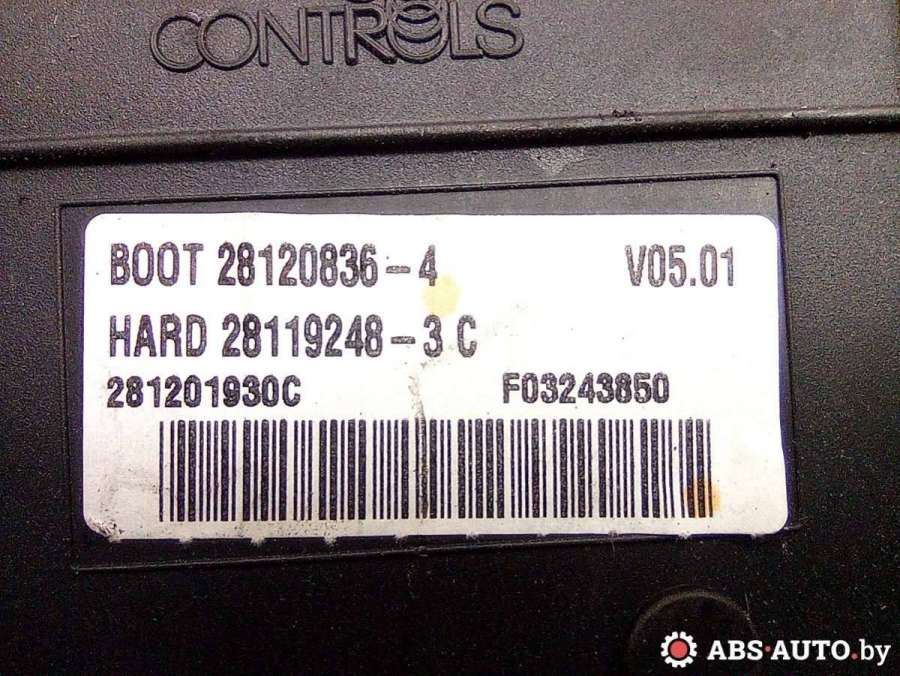 CONTROLS
BOOT 28120836-4 V05.01
HARD 28119248-3 C
281201930C F03243850
ABS-AUTO.by